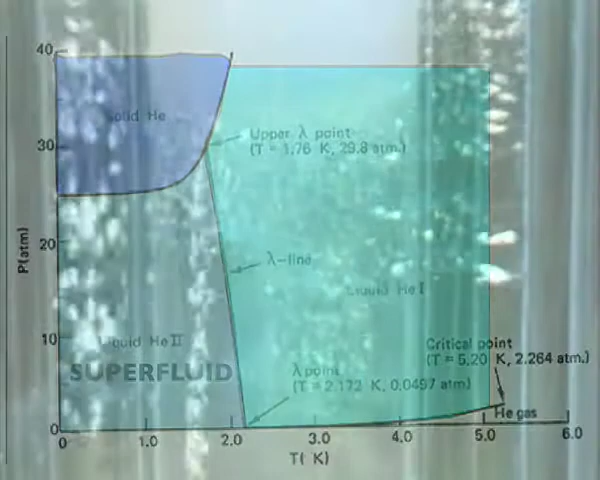 40
Solid He
Upper λ point
(T = 1.76 K, 29.8 atm.)
30
P(atm)
20
λ-line
Liquid He I
10
Liquid He II
Critical point
(T = 5.20 K, 2.264 atm.)
SUPERFLUID
λ point
(T = 2.172 K, 0.0497 atm)
He gas
0
0 1.0 2.0 3.0 4.0 5.0 6.0
T( K)